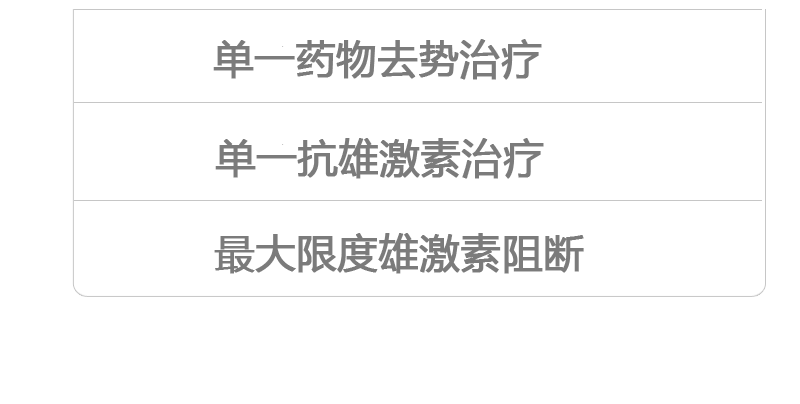 单一药物去势治疗
单一抗雄激素治疗
最大限度雄激素阻断